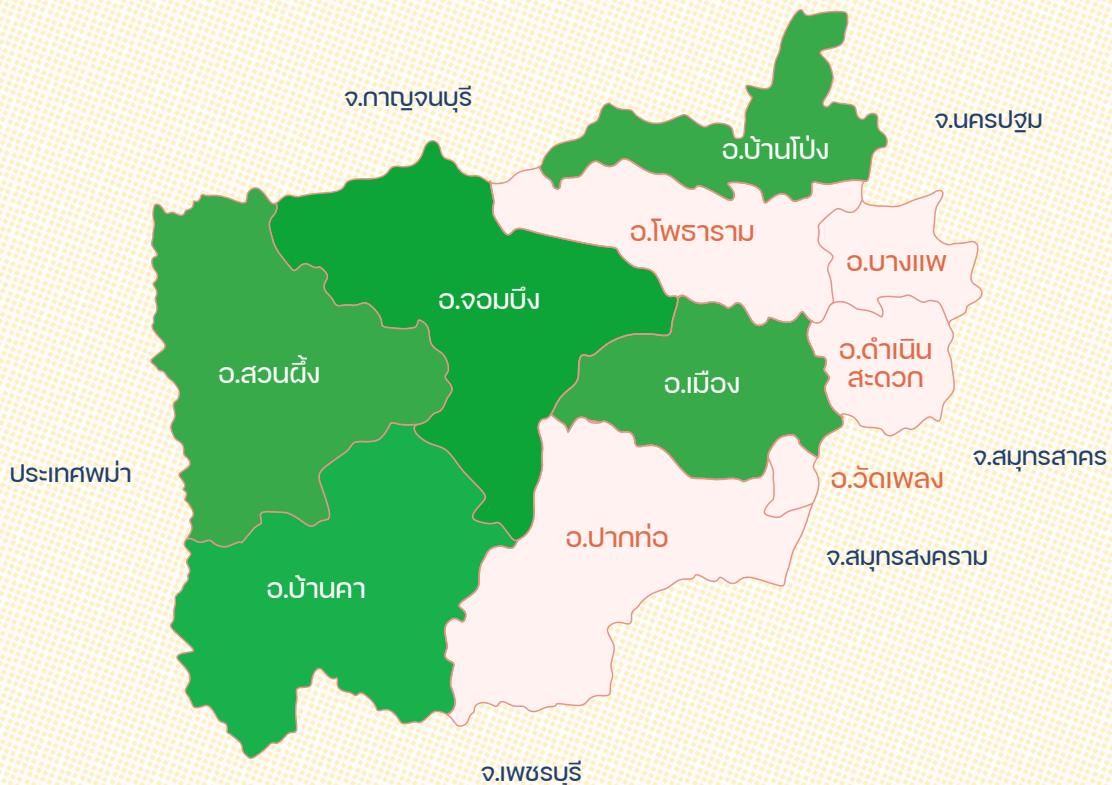 จ.กาญจนบุรี
จ.นครปฐม
อ.บ้านโป่ง
อ.โพธาราม
อ.บางแพ
อ.จอมบึง
อ.ดำเนิน
สะดวก
อ.สวนผึ้ง
อ.เมือง
ประเทศพม่า
จ.สมุทรสาคร
อ.วัดเพลง
อ.ปากท่อ
จ.สมุทรสงคราม
อ.บ้านคา
จ.เพชรบุรี